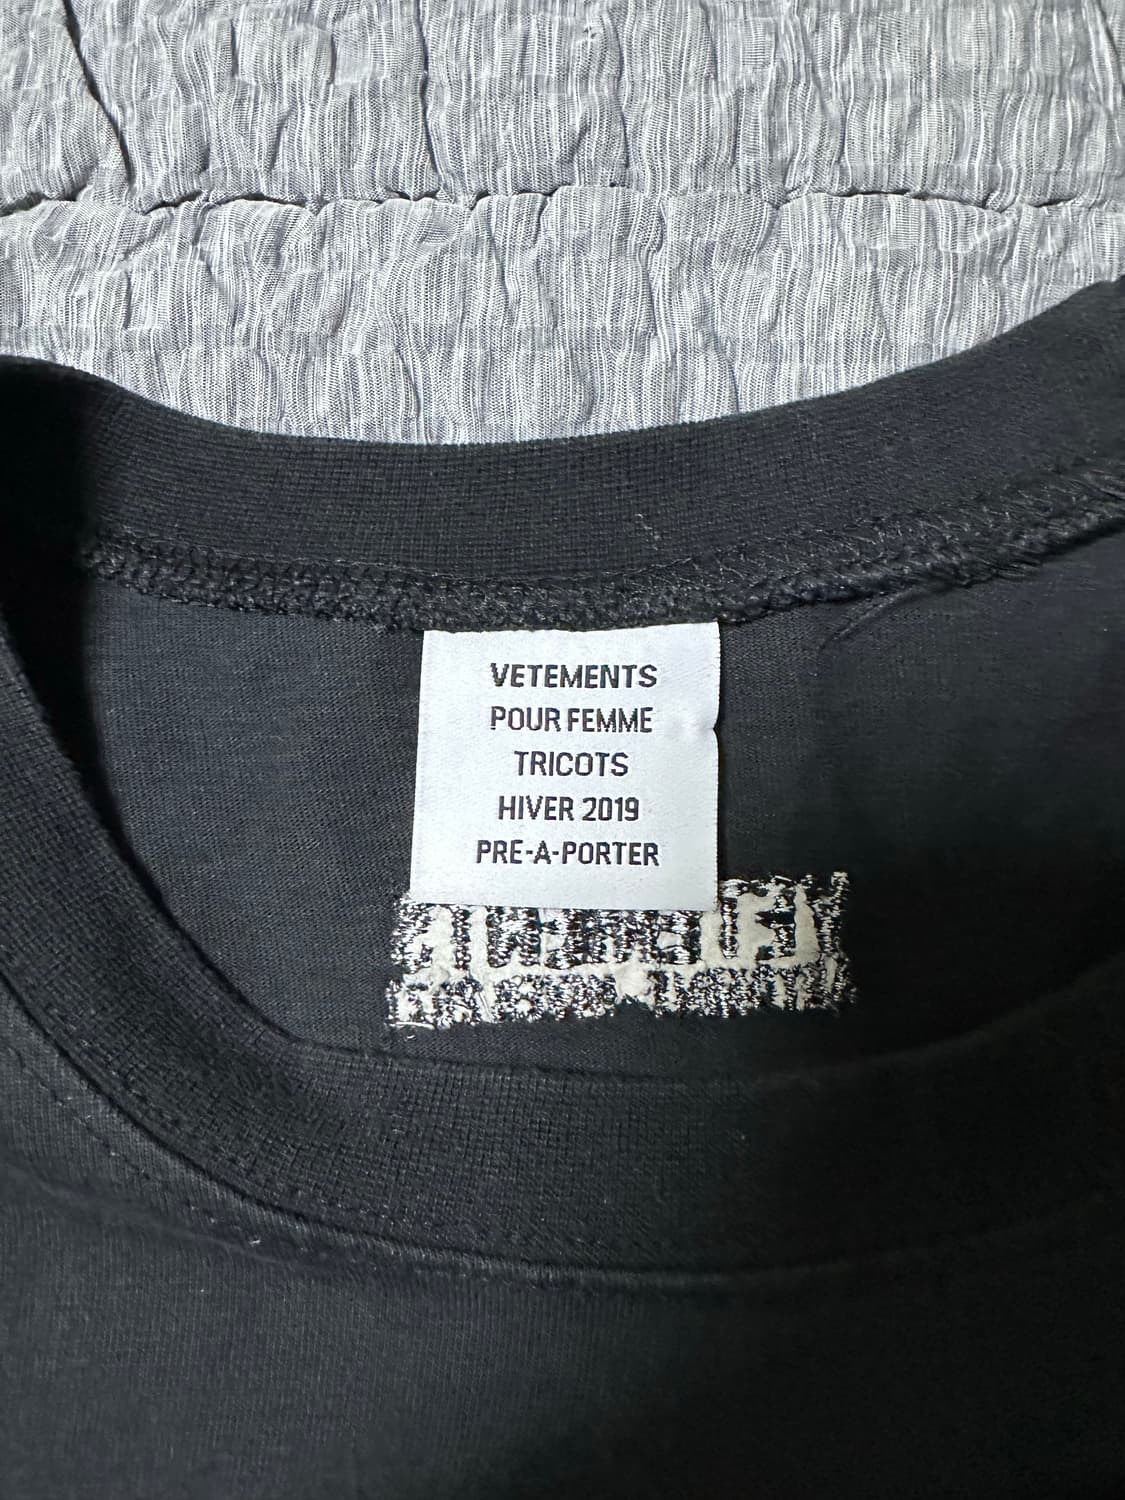 VETEMENTS
POUR FEMME
TRICOTS
HIVER 2019
PRE-A-PORTER